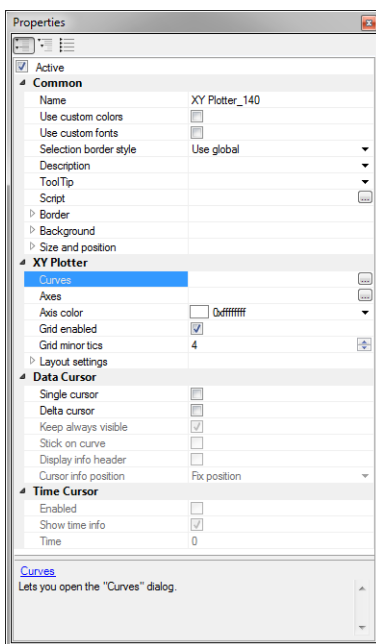 Properties
Active
Common
Name XY Plotter_140
Use custom colors
Use custom fonts
Selection border style Use global
Description
ToolTip
Script ...
Border
Background
Size and position
XY Plotter
Curves ...
Axes ...
Axis color 0xffffffff
Grid enabled
Grid minor tics 4
Layout settings
Data Cursor
Single cursor
Delta cursor
Keep always visible
Stick on curve
Display info header
Cursor info position Fix position
Time Cursor
Enabled
Show time info
Time 0
Curves
Lets you open the "Curves" dialog.